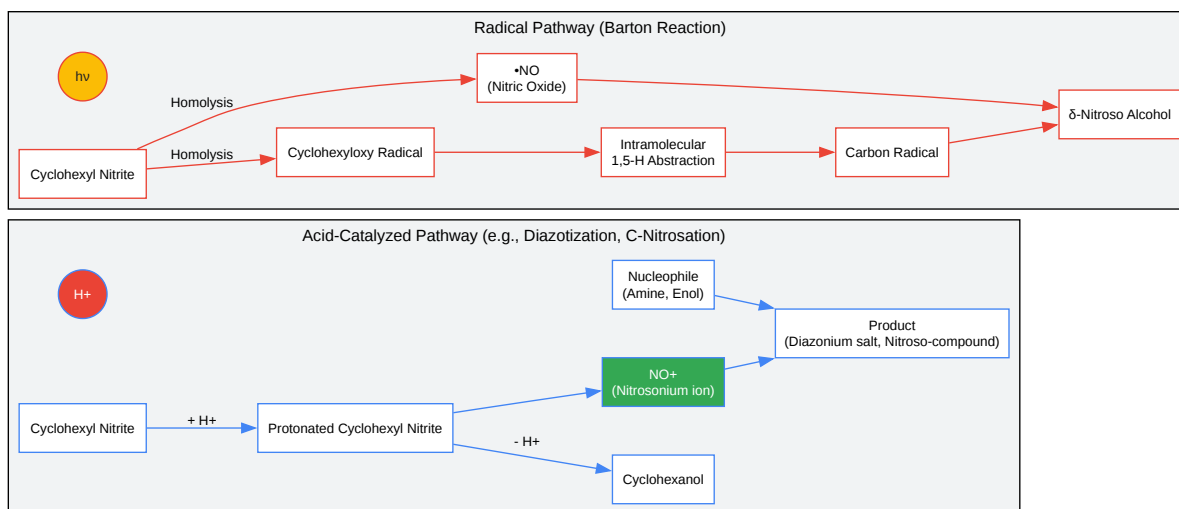 Radical Pathway (Barton Reaction)
hν
Homolysis
•NO
(Nitric Oxide)
δ-Nitroso Alcohol
Cyclohexyl Nitrite
Homolysis
Cyclohexyloxy Radical
Intramolecular
1,5-H Abstraction
Carbon Radical
Acid-Catalyzed Pathway (e.g., Diazotization, C-Nitrosation)
H+
Nucleophile
(Amine, Enol)
Product
(Diazonium salt, Nitroso-compound)
NO+
(Nitrosonium ion)
Cyclohexyl Nitrite
+ H+
Protonated Cyclohexyl Nitrite
- H+
Cyclohexanol